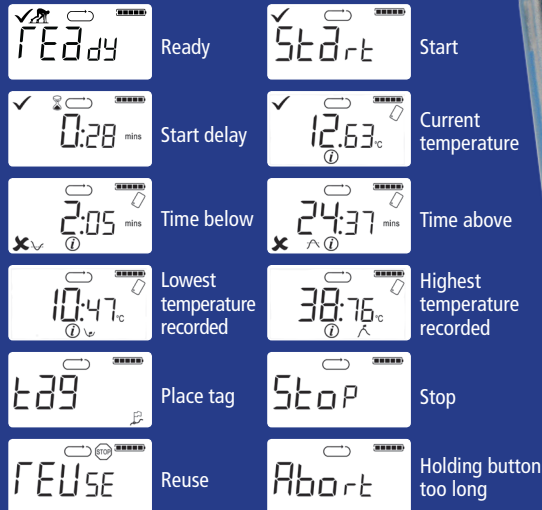 rEAdy
Ready
StArt
Start
0:28 mins
Start delay
12.63°c
i
Current
temperature
2:05 mins
i
Time below
24:37 mins
i
Time above
10:47°c
i
Lowest
temperature
recorded
38:76°c
i
Highest
temperature
recorded
tAg
Place tag
StoP
Stop
STOP
rEUSE
Reuse
Abort
Holding button
too long